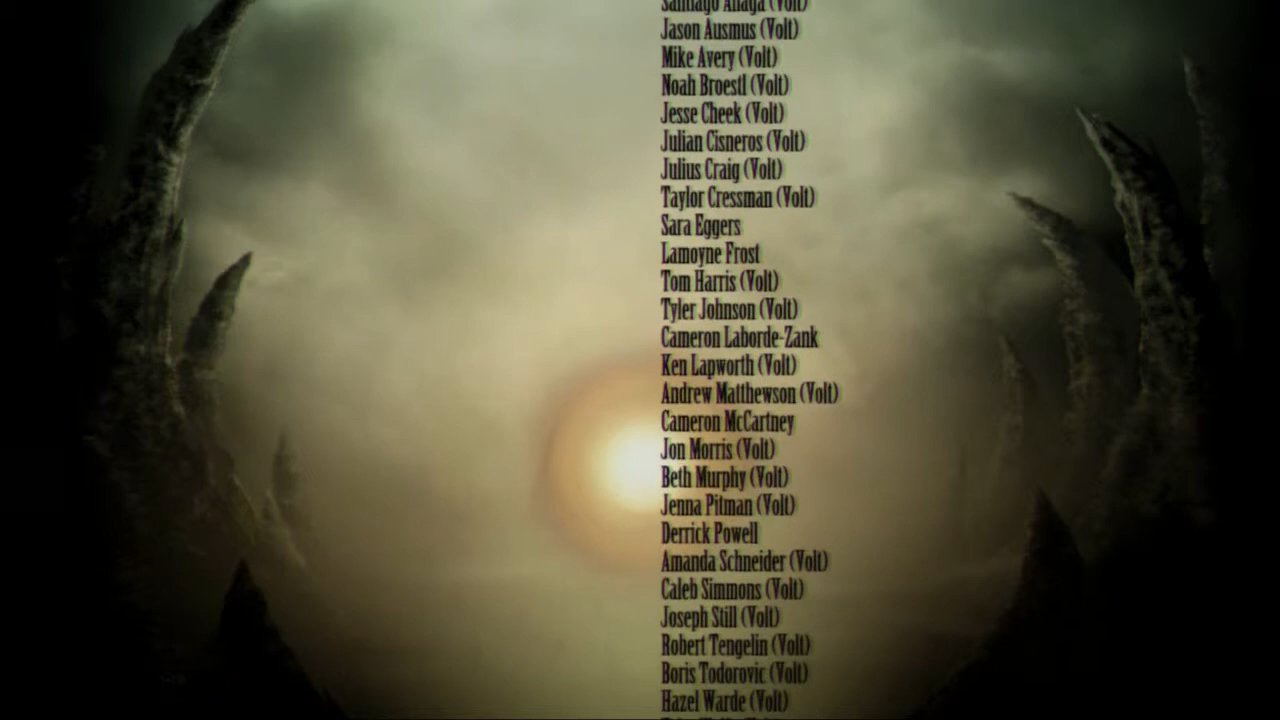 Jason Ausmus (Volt)
Mike Avery (Volt)
Noah Broestl (Volt)
Jesse Cheek (Volt)
Julian Cisneros (Volt)
Julius Craig (Volt)
Taylor Cressman (Volt)
Sara Eggers
Lamoyne Frost
Tom Harris (Volt)
Tyler Johnson (Volt)
Cameron Laborde-Zank
Ken Lapworth (Volt)
Andrew Matthewson (Volt)
Cameron McCartney
Jon Morris (Volt)
Beth Murphy (Volt)
Jenna Pitman (Volt)
Derrick Powell
Amanda Schneider (Volt)
Caleb Simmons (Volt)
Joseph Still (Volt)
Robert Tengelin (Volt)
Boris Todorovic (Volt)
Hazel Warde (Volt)